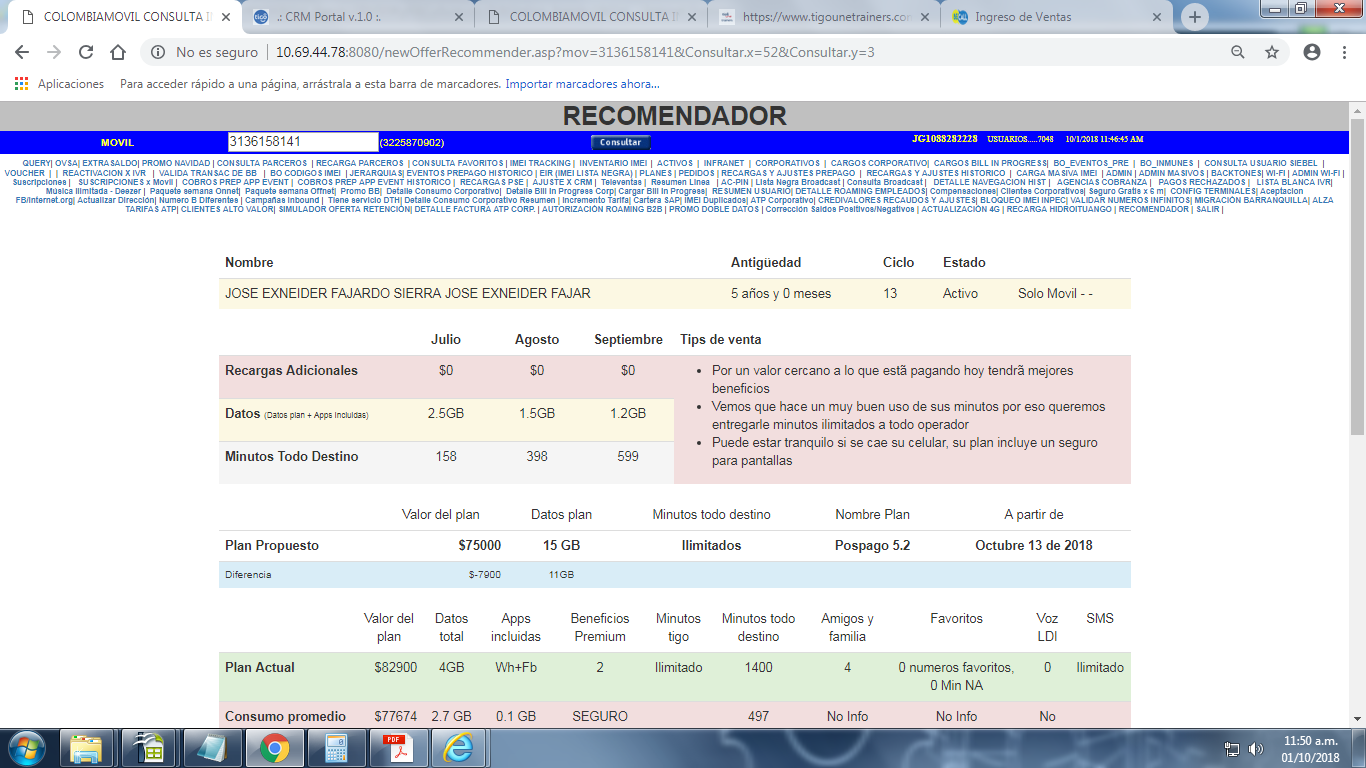 COLOMBIAMOVIL CONSULTA I
.: CRM Portal v.1.0 :.
COLOMBIAMOVIL CONSULTA I
https://www.tigounetrainers.co
Ingreso de Ventas
No es seguro | 10.69.44.78:8080/newOfferRecommender.asp?mov=3136158141&Consultar.x=52&Consultar.y=3
Aplicaciones Para acceder rápido a una página, arrástrala a esta barra de marcadores. Importar marcadores ahora...
RECOMENDADOR
MOVIL 3136158141 (3225870902) Consultar JG1088282228 USUARIOS.....7048 10/1/2018 11:46:45 AM
QUERY| OVSA| EXTRASALDO| PROMO NAVIDAD | CONSULTA PARCEROS | RECARGA PARCEROS | CONSULTA FAVORITOS | IMEI TRACKING | INVENTARIO IMEI | ACTIVOS | INFRANET | CORPORATIVOS | CARGOS CORPORATIVO| CARGOS BILL IN PROGRESS| BO_EVENTOS_PRE | BO_INMUNES | CONSULTA USUARIO SIEBEL |
VOUCHER | | REACTIVACION X IVR | VALIDA TRANSAC DE BB | BO CODIGOS IMEI | JERARQUIAS| EVENTOS PREPAGO HISTORICO | EIR (IMEI LISTA NEGRA) | PLANES | PEDIDOS | RECARGAS Y AJUSTES PREPAGO | RECARGAS Y AJUSTES HISTORICO | CARGA MASIVA IMEI | ADMIN | ADMIN MASIVOS | BACKTONES| WI-FI | ADMIN WI-FI |
Suscripciones | SUSCRIPCIONES x Movil | COBROS PREP APP EVENT | COBROS PREP APP EVENT HISTORICO | RECARGAS PSE | AJUSTE X CRM | Televentas | Resumen Linea | AC-PIN | Lista Negra Broadcast | Consulta Broadcast | DETALLE NAVEGACION HIST | AGENCIAS COBRANZA | PAGOS RECHAZADOS | LISTA BLANCA IVR|
Música Ilimitada - Deezer| Paquete semana Onnet| Paquete semana Offnet| Promo BB| Detalle Consumo Corporativo| Detalle Bill In Progress Corp| Cargar Bill In Progress| RESUMEN USUARIO| DETALLE ROAMING EMPLEADOS| Compensaciones| Clientes Corporativos| Seguro Gratis x 6 m| CONFIG TERMINALES| Aceptacion
FB/Internet.org| Actualizar Dirección| Numero B Diferentes | Campañas Inbound | Tiene servicio DTH| Detalle Consumo Corporativo Resumen | Incremento Tarifa| Cartera SAP| IMEI Duplicados| ATP Corporativo| CREDIVALORES RECAUDOS Y AJUSTES| BLOQUEO IMEI INPEC| VALIDAR NUMEROS INFINITOS| MIGRACIÓN BARRANQUILLA| ALZA
TARIFAS ATP| CLIENTES ALTO VALOR| SIMULADOR OFERTA RETENCIÓN| DETALLE FACTURA ATP CORP. | AUTORIZACIÓN ROAMING B2B | PROMO DOBLE DATOS | Corrección Saldos Positivos/Negativos | ACTUALIZACIÓN 4G | RECARGA HIDROITUANGO | RECOMENDADOR | SALIR |
Nombre Antigüedad Ciclo Estado
JOSE EXNEIDER FAJARDO SIERRA JOSE EXNEIDER FAJAR 5 años y 0 meses 13 Activo Solo Movil - -
Julio Agosto Septiembre Tips de venta
Recargas Adicionales $0 $0 $0
Datos (Datos plan + Apps Incluidas) 2.5GB 1.5GB 1.2GB
Minutos Todo Destino 158 398 599
• Por un valor cercano a lo que estã pagando hoy tendrã mejores
beneficios
• Vemos que hace un muy buen uso de sus minutos por eso queremos
entregarle minutos ilimitados a todo operador
• Puede estar tranquilo si se cae su celular, su plan incluye un seguro
para pantallas
Valor del plan Datos plan Minutos todo destino Nombre Plan A partir de
Plan Propuesto $75000 15 GB Ilimitados Pospago 5.2 Octubre 13 de 2018
Diferencia $-7900 11GB
Valor del Datos Apps Beneficios Minutos Minutos todo Amigos y Favoritos Voz SMS
plan total incluidas Premium tigo destino familia LDI
Plan Actual $82900 4GB Wh+Fb 2 Ilimitado 1400 4 0 numeros favoritos, 0 Ilimitado
0 Min NA
Consumo promedio $77674 2.7 GB 0.1 GB SEGURO 497 No Info No Info No
PDF
11:50 a.m.
01/10/2018